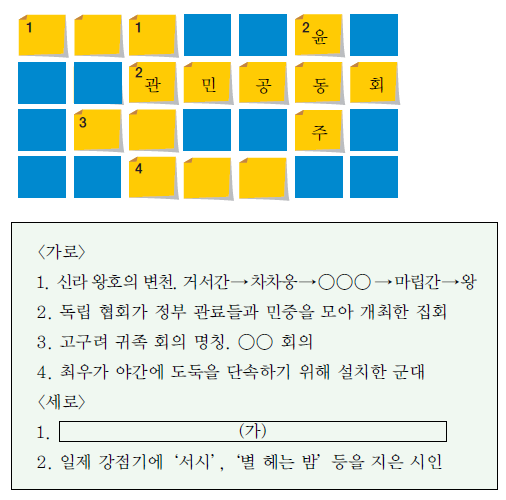 1 1 2 윤
2 관 민 공 동 회
3 주
4
〈가로〉
1. 신라 왕호의 변천. 거서간→차차웅→○○○→마립간→왕
2. 독립 협회가 정부 관료들과 민중을 모아 개최한 집회
3. 고구려 귀족 회의 명칭. ○○ 회의
4. 최우가 야간에 도둑을 단속하기 위해 설치한 군대
〈세로〉
1. (가)
2. 일제 강점기에 ‘서시’, ‘별 헤는 밤’ 등을 지은 시인